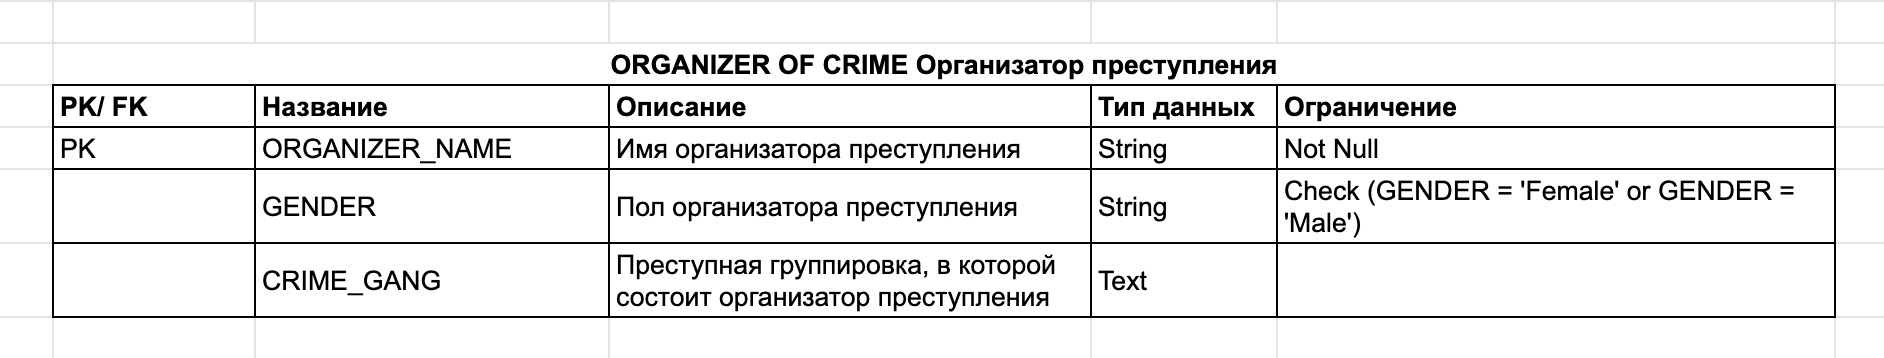 ORGANIZER OF CRIME Организатор преступления
PK/ FK Название Описание Тип данных Ограничение
PK ORGANIZER_NAME Имя организатора преступления String Not Null
GENDER Пол организатора преступления String Check (GENDER = 'Female' or GENDER =
'Male')
CRIME_GANG Преступная группировка, в которой
состоит организатор преступления Text